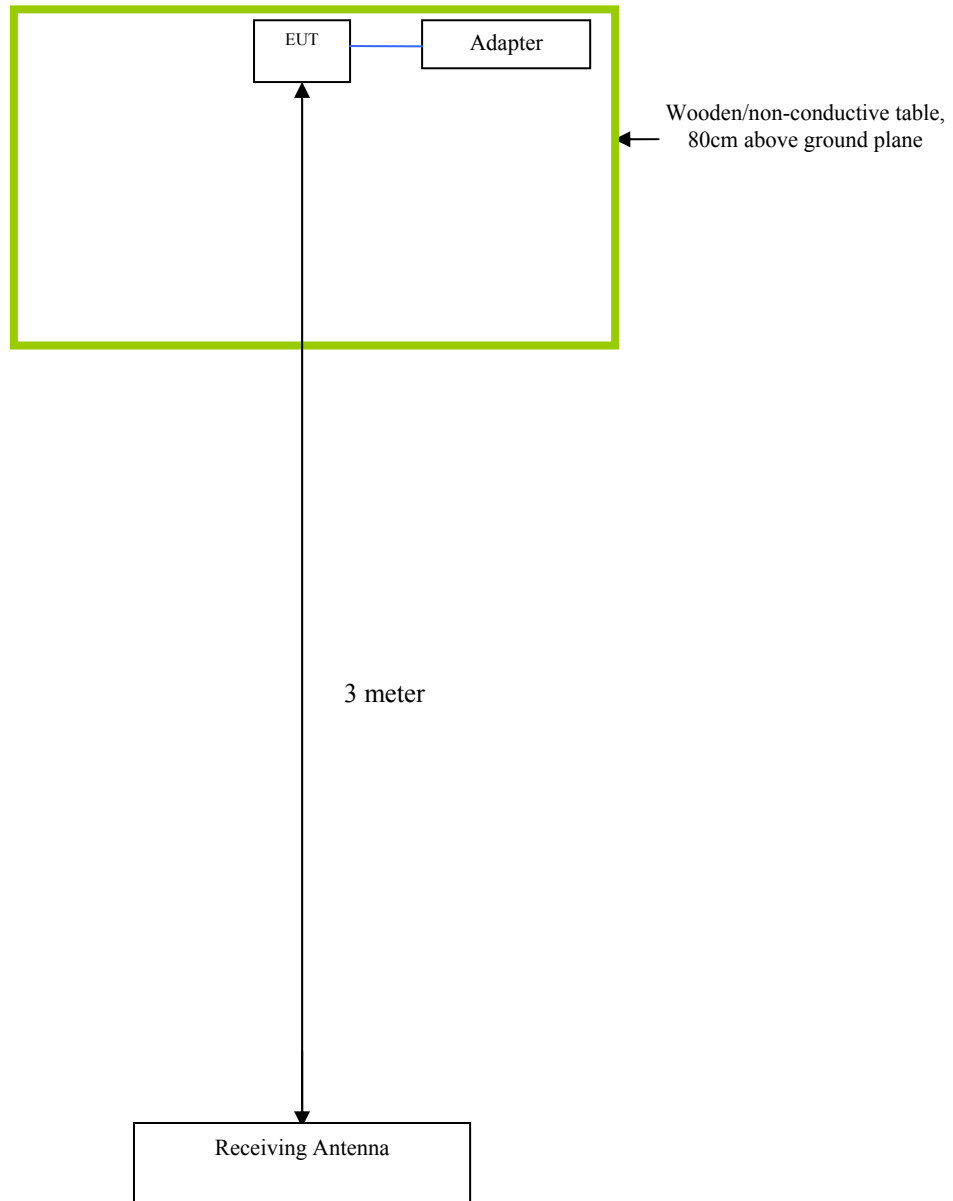 EUT
Adapter
Wooden/non-conductive table,
80cm above ground plane
3 meter
Receiving Antenna